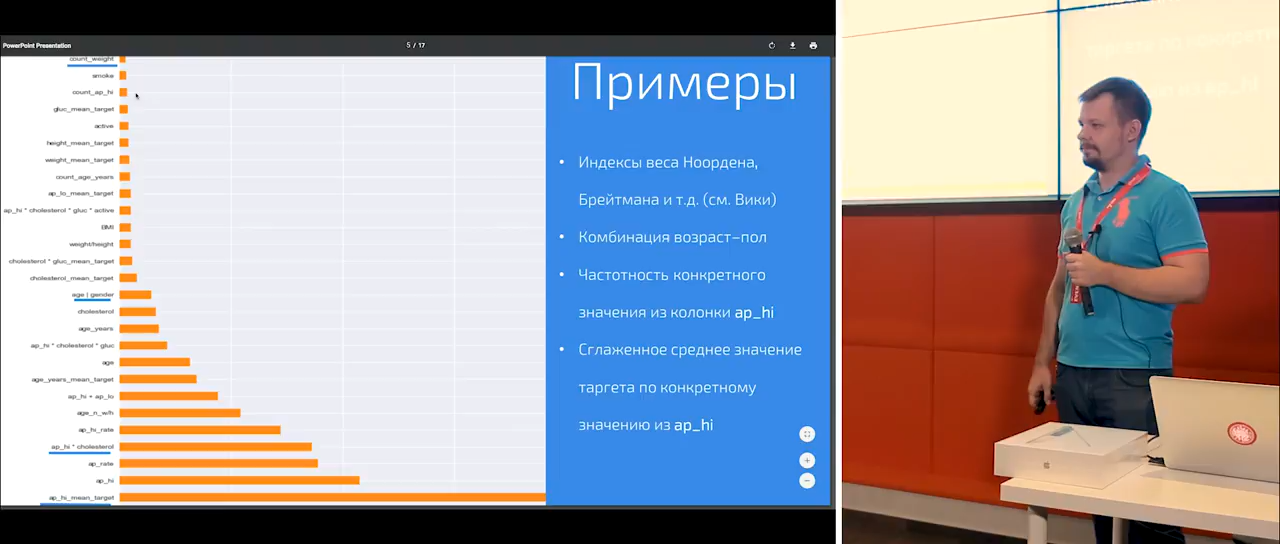 PowerPoint Presentation
5 / 17
count_weight
smoke
count_ap_hi
gluc_mean_target
active
height_mean_target
weight_mean_target
count_age_years
ap_lo_mean_target
ap_hi * cholesterol * gluc * active
BMI
weight/height
cholesterol * gluc_mean_target
cholesterol_mean_target
age | gender
cholesterol
age_years
ap_hi * cholesterol * gluc
age
age_years_mean_target
ap_hi + ap_lo
age_n_w/h
ap_hi_rate
ap_hi * cholesterol
ap_rate
ap_hi
ap_hi_mean_target
Примеры
• Индексы веса Ноордена,
Брейтмана и т.д. (см. Вики)
• Комбинация возраст–пол
• Частотность конкретного
значения из колонки ap_hi
• Сглаженное среднее значение
таргета по конкретному
значению из ap_hi